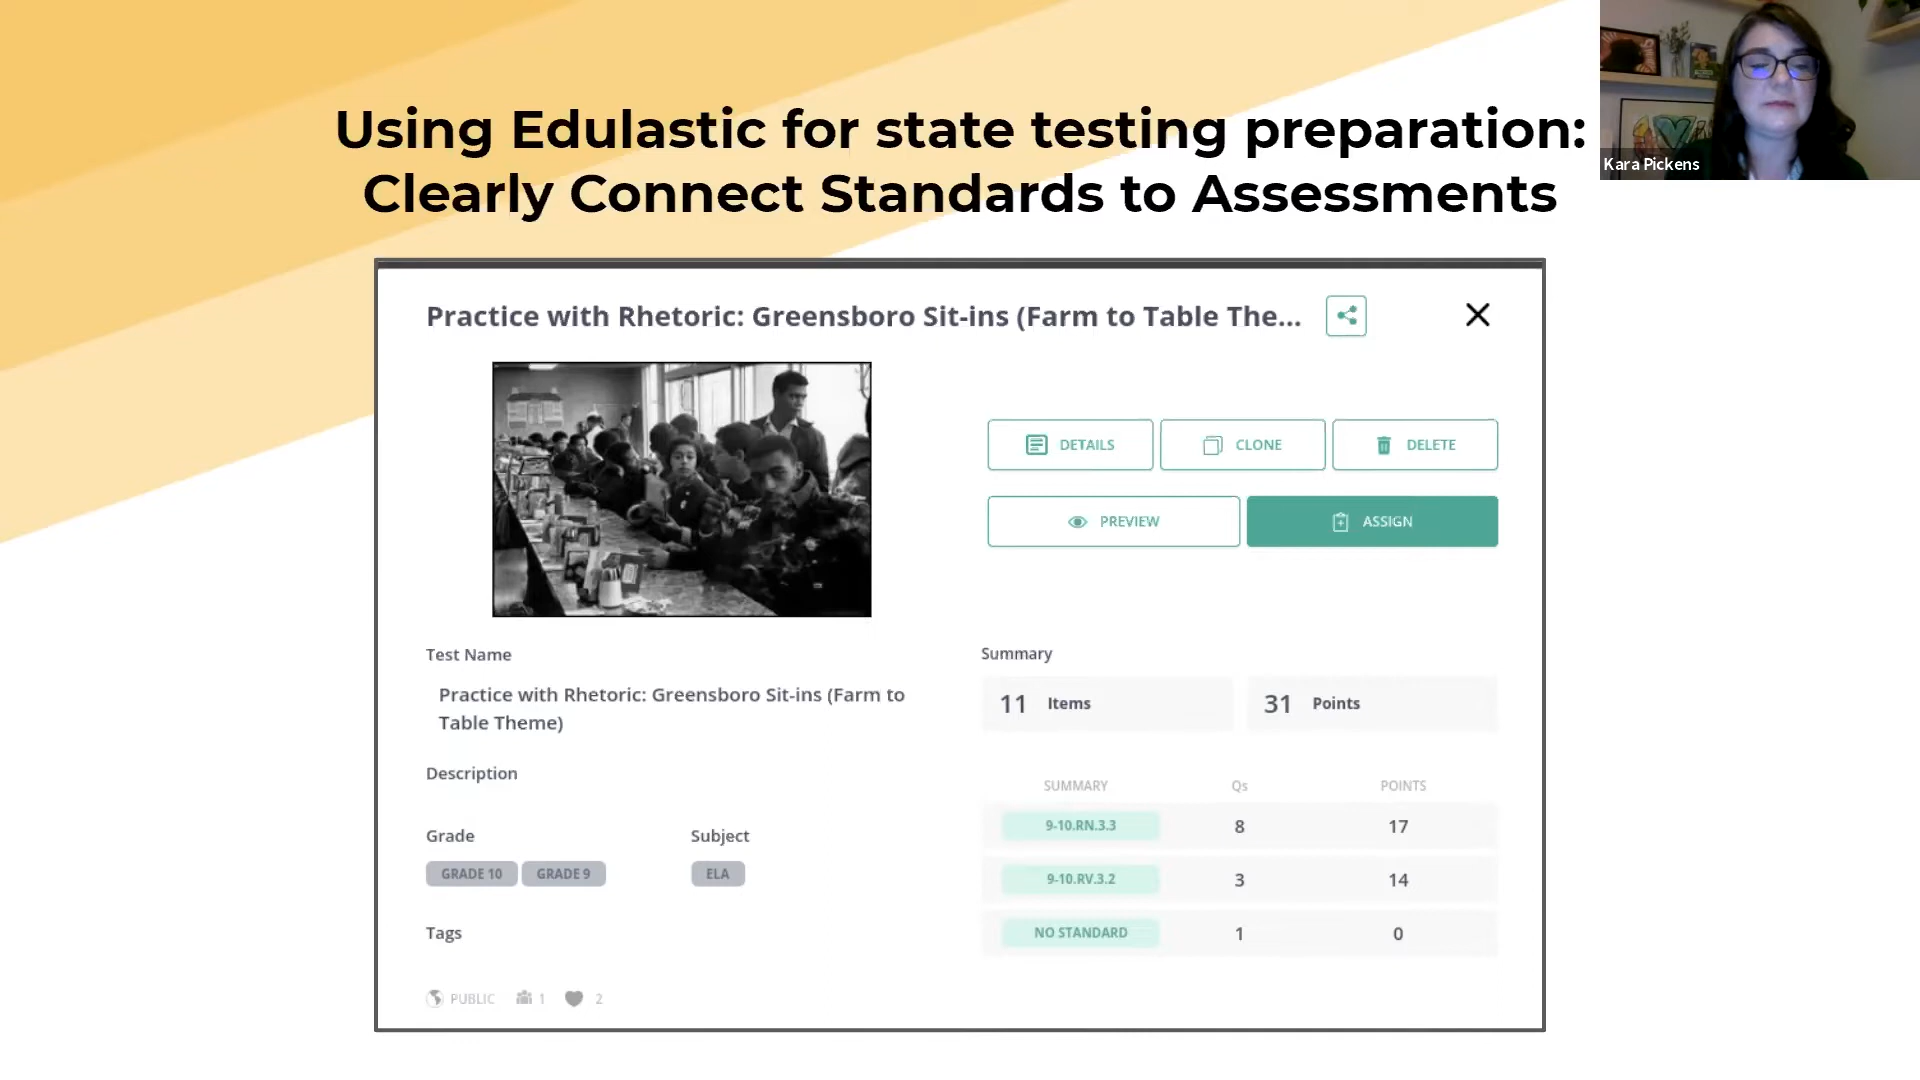 Using Edulastic for state testing preparation:
Clearly Connect Standards to Assessments
Kara Pickens
Practice with Rhetoric: Greensboro Sit-ins (Farm to Table The...
DETAILS
CLONE
DELETE
PREVIEW
ASSIGN
Test Name
Practice with Rhetoric: Greensboro Sit-ins (Farm to
Table Theme)
Description
Grade
Subject
GRADE 10
GRADE 9
ELA
Tags
PUBLIC
1
2
Summary
11 Items
31 Points
SUMMARY Qs POINTS
9-10.RN.3.3 8 17
9-10.RV.3.2 3 14
NO STANDARD 1 0